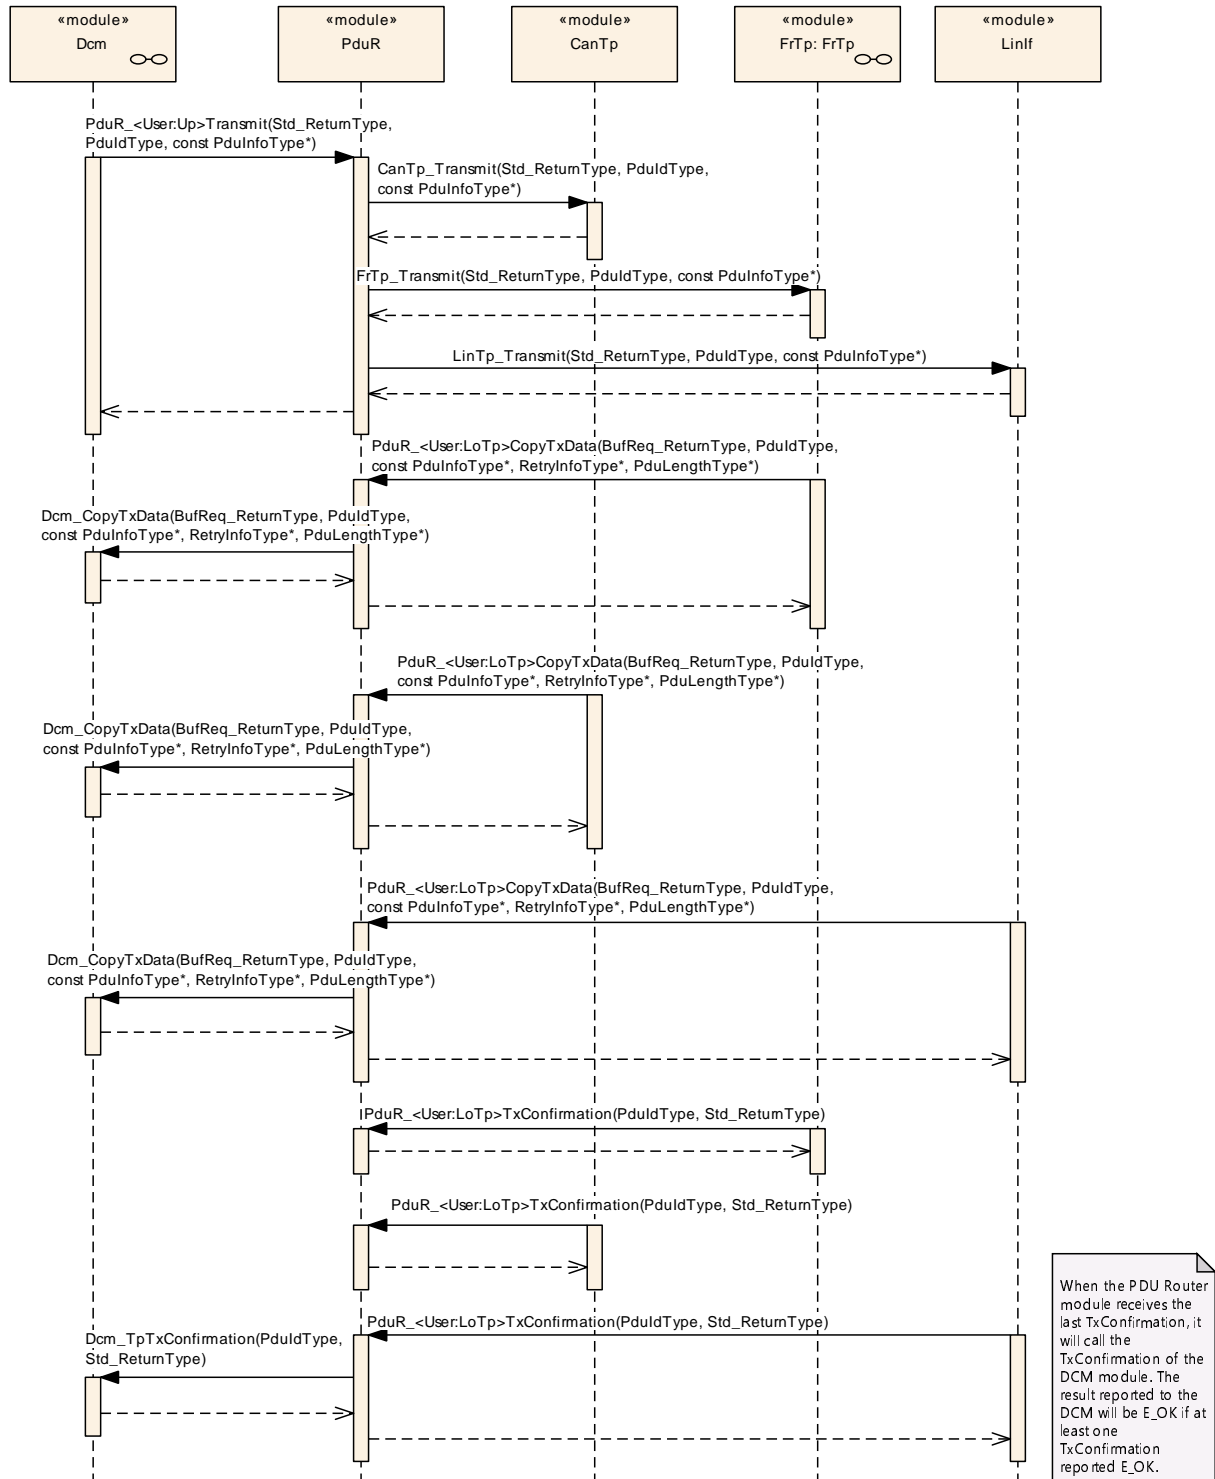 «module»
Dcm
«module»
PduR
«module»
CanTp
«module»
FrTp: FrTp
«module»
LinIf
PduR_<User:Up>Transmit(Std_ReturnType,
PduIdType, const PduInfoType*)
CanTp_Transmit(Std_ReturnType, PduIdType,
const PduInfoType*)
FrTp_Transmit(Std_ReturnType, PduIdType, const PduInfoType*)
LinTp_Transmit(Std_ReturnType, PduIdType, const PduInfoType*)
PduR_<User:LoTp>CopyTxData(BufReq_ReturnType, PduIdType,
const PduInfoType*, RetryInfoType*, PduLengthType*)
Dcm_CopyTxData(BufReq_ReturnType, PduIdType,
const PduInfoType*, RetryInfoType*, PduLengthType*)
PduR_<User:LoTp>CopyTxData(BufReq_ReturnType, PduIdType,
const PduInfoType*, RetryInfoType*, PduLengthType*)
Dcm_CopyTxData(BufReq_ReturnType, PduIdType,
const PduInfoType*, RetryInfoType*, PduLengthType*)
PduR_<User:LoTp>CopyTxData(BufReq_ReturnType, PduIdType,
const PduInfoType*, RetryInfoType*, PduLengthType*)
Dcm_CopyTxData(BufReq_ReturnType, PduIdType,
const PduInfoType*, RetryInfoType*, PduLengthType*)
PduR_<User:LoTp>TxConfirmation(PduIdType, Std_ReturnType)
PduR_<User:LoTp>TxConfirmation(PduIdType, Std_ReturnType)
PduR_<User:LoTp>TxConfirmation(PduIdType, Std_ReturnType)
Dcm_TpTxConfirmation(PduIdType,
Std_ReturnType)
When the PDU Router
module receives the
last TxConfirmation, it
will call the
TxConfirmation of the
DCM module. The
result reported to the
DCM will be E_OK if at
least one
TxConfirmation
reported E_OK.